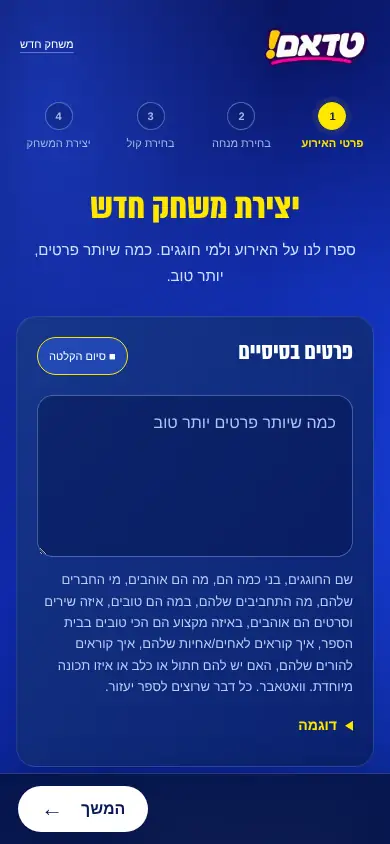 טדאם!
משחק חדש
1
2
3
4
פרטי האירוע
בחירת מנחה
בחירת קול
יצירת המשחק
יצירת משחק חדש
ספרו לנו על האירוע ולמי חוגגים. כמה שיותר פרטים,
יותר טוב.
פרטים בסיסיים
סיום הקלטה
כמה שיותר פרטים יותר טוב
שם החוגגים, בני כמה הם, מה הם אוהבים, מי החברים
שלהם, מה התחביבים שלהם, במה הם טובים, איזה שירים
וסרטים הם אוהבים, באיזה מקצוע הם הכי טובים בבית
הספר, איך קוראים לאחים/אחיות שלהם, איך קוראים
להורים שלהם, האם יש להם חתול או כלב או איזו תכונה
מיוחדת. וואטאבר. כל דבר שרוצים לספר יעזור.
דוגמה
המשך ←